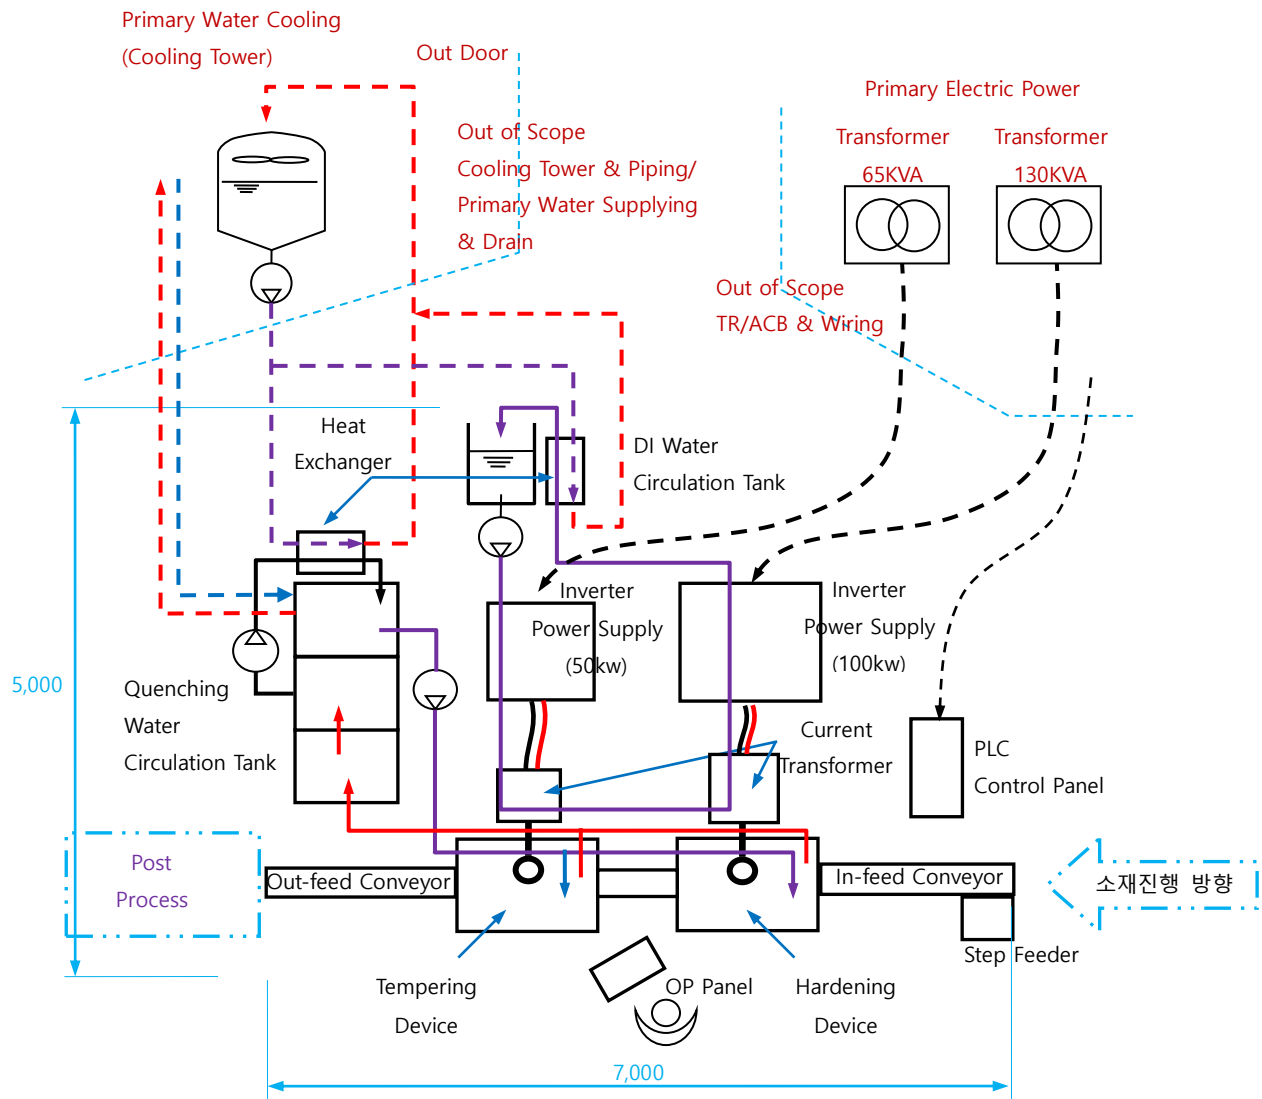 Primary Water Cooling
(Cooling Tower)
Out Door
Out of Scope
Cooling Tower & Piping/
Primary Water Supplying
& Drain
Primary Electric Power
Transformer
65KVA
Transformer
130KVA
Out of Scope
TR/ACB & Wiring
Heat
Exchanger
DI Water
Circulation Tank
Inverter
Power Supply
(50kw)
Inverter
Power Supply
(100kw)
5,000
Quenching
Water
Circulation Tank
Current
Transformer
PLC
Control Panel
Post
Process
Out-feed Conveyor
In-feed Conveyor
소재진행 방향
Step Feeder
Tempering
Device
OP Panel
Hardening
Device
7,000